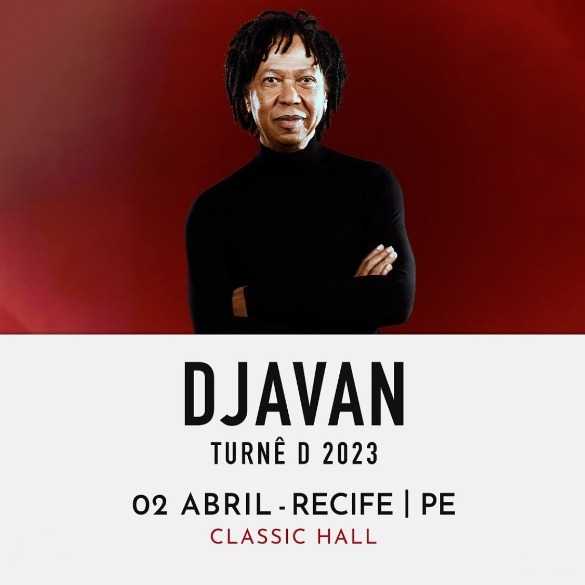 DJAVAN
TURNÊ D 2023
02 ABRIL - RECIFE | PE
CLASSIC HALL